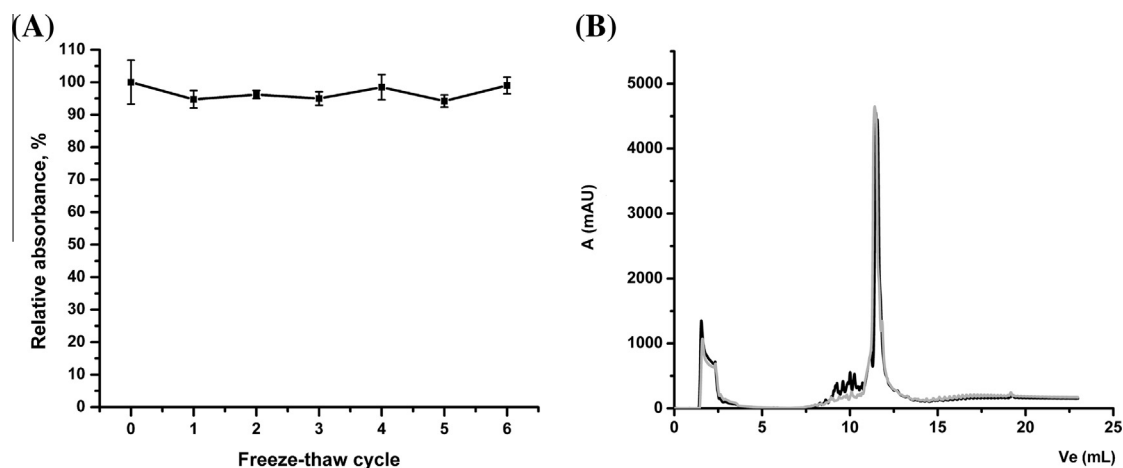 (A)
110
100
90
80
70
60
50
40
30
20
10
0
Relative absorbance, %
0 1 2 3 4 5 6
Freeze-thaw cycle
(B)
5000
4000
3000
2000
1000
0
A (mAU)
0 5 10 15 20 25
Ve (mL)